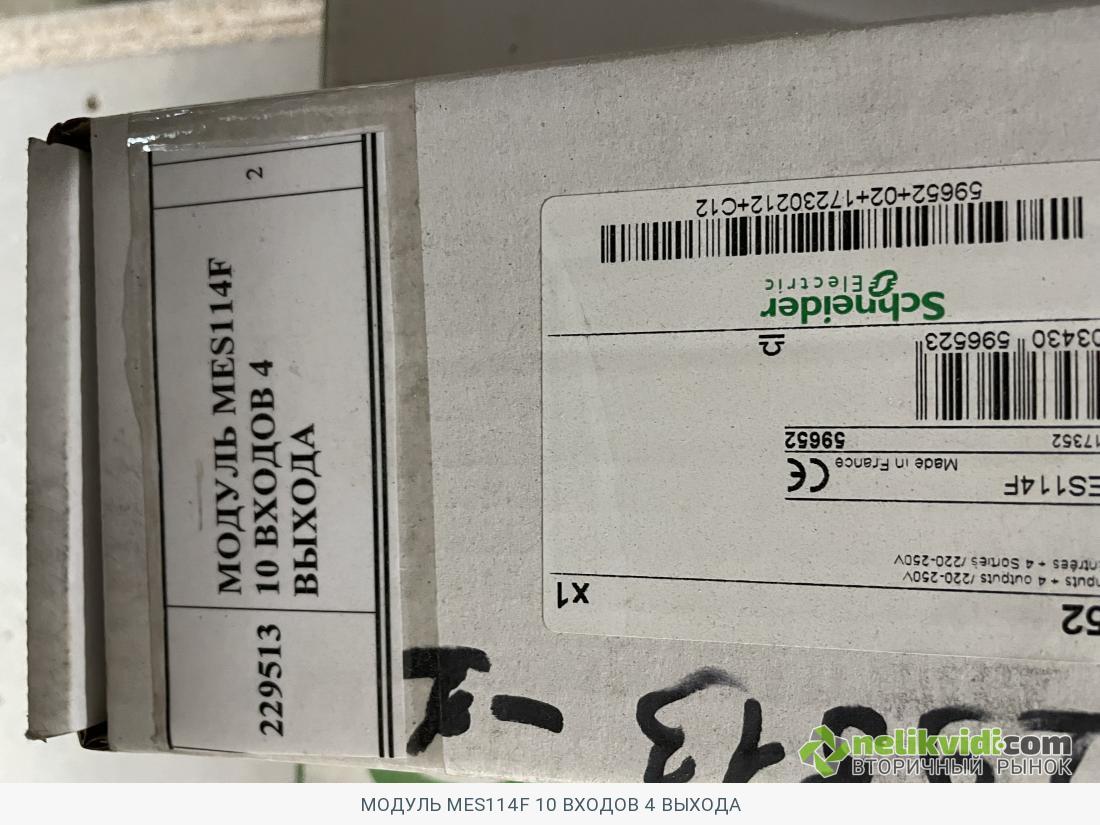 229513
МОДУЛЬ MES114F
10 ВХОДОВ 4
ВЫХОДА
2
52
x1
nputs + 4 outputs /220-250V
ntrées + 4 Sorties /220-250V
ES114F
Made in France
CE
17352
59652
03430 596523
Schneider
Electric
59652+02+17230212+C12
13
nelikvidi.com
ВТОРИЧНЫЙ РЫНОК
МОДУЛЬ MES114F 10 ВХОДОВ 4 ВЫХОДА